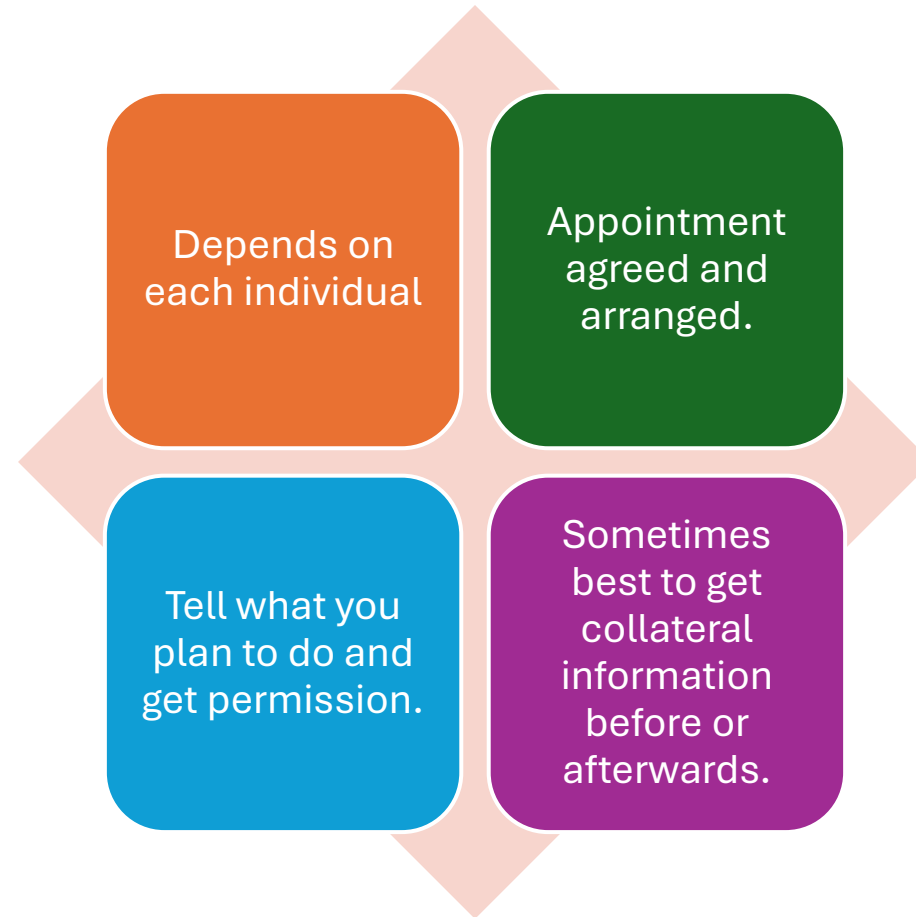 Depends on
each individual
Appointment
agreed and
arranged.
Tell what you
plan to do and
get permission.
Sometimes
best to get
collateral
information
before or
afterwards.